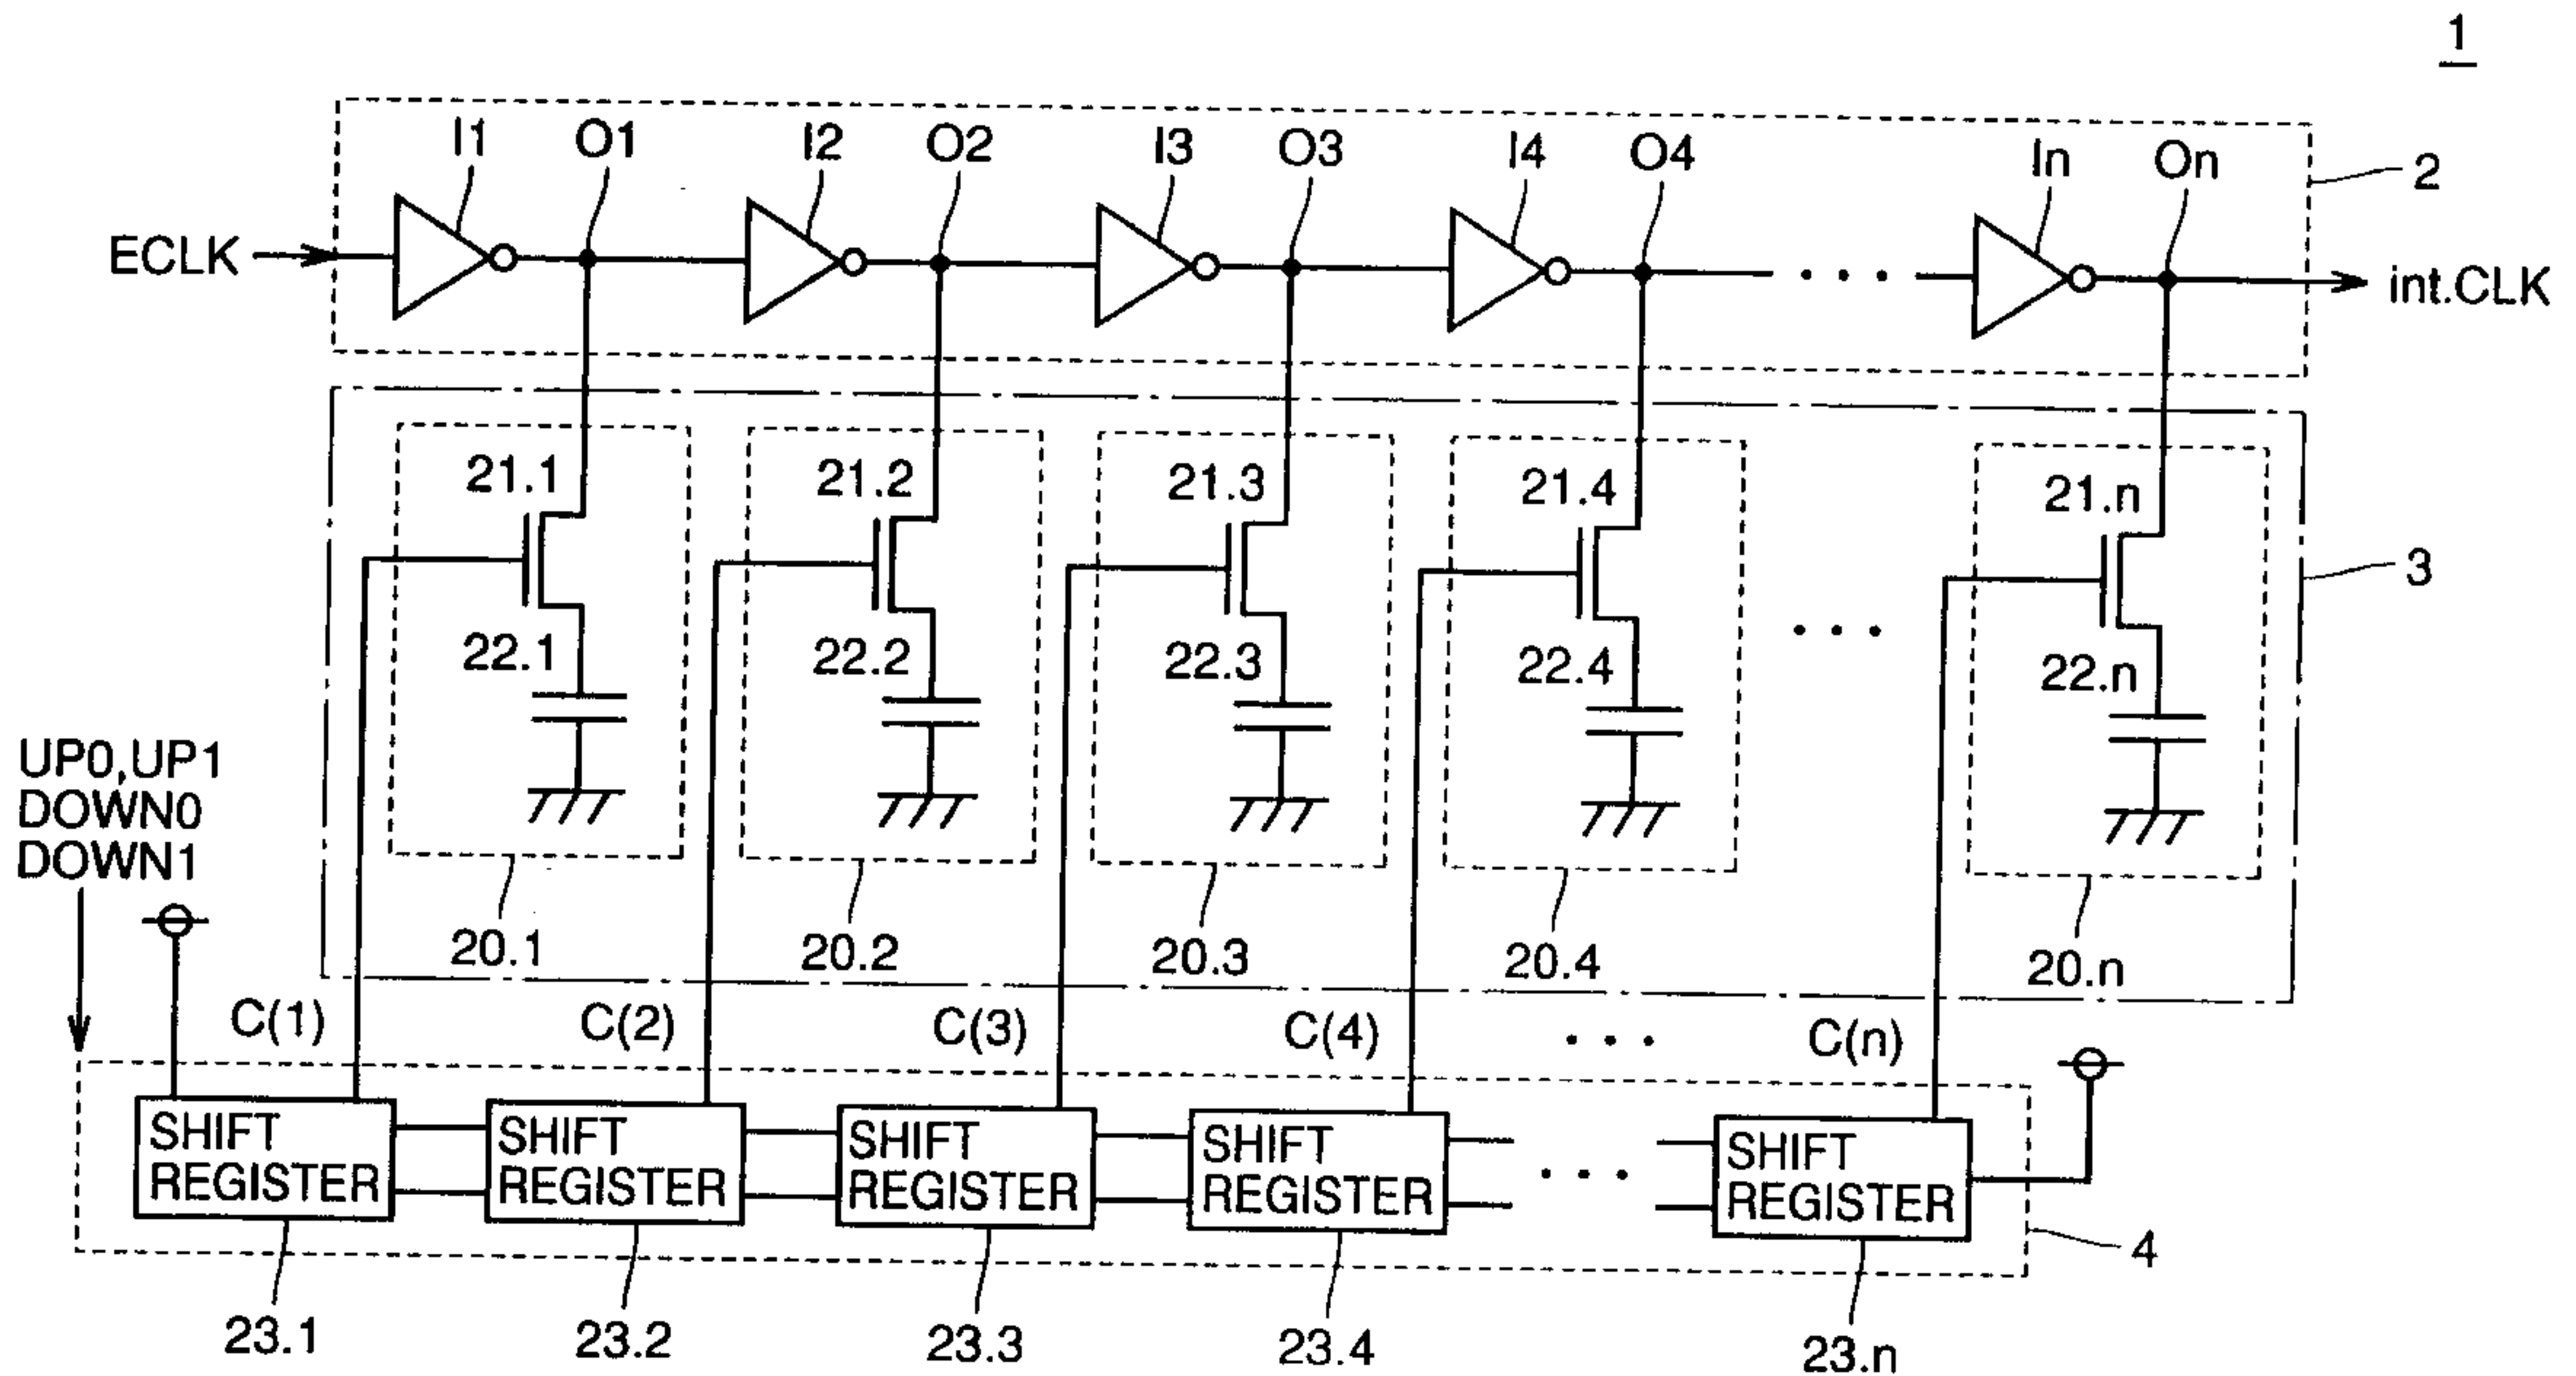 1
I1 O1 I2 O2 I3 O3 I4 O4 In On
2
ECLK
int.CLK
21.1 21.2 21.3 21.4 21.n
3
22.1 22.2 22.3 22.4 22.n
UP0,UP1
DOWN0
DOWN1
20.1 20.2 20.3 20.4 20.n
C(1) C(2) C(3) C(4) C(n)
SHIFT
REGISTER
SHIFT
REGISTER
SHIFT
REGISTER
SHIFT
REGISTER
SHIFT
REGISTER
4
23.1 23.2 23.3 23.4 23.n